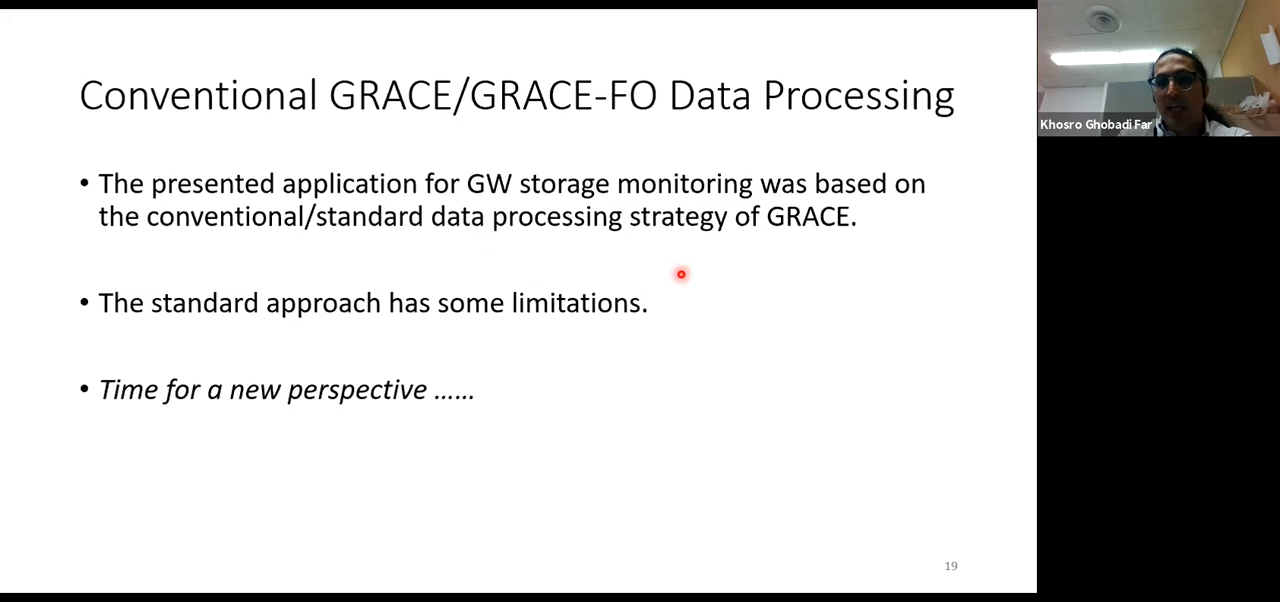 Conventional GRACE/GRACE-FO Data Processing
• The presented application for GW storage monitoring was based on
the conventional/standard data processing strategy of GRACE.
• The standard approach has some limitations.
• Time for a new perspective ……
19
Khosro Ghobadi Far